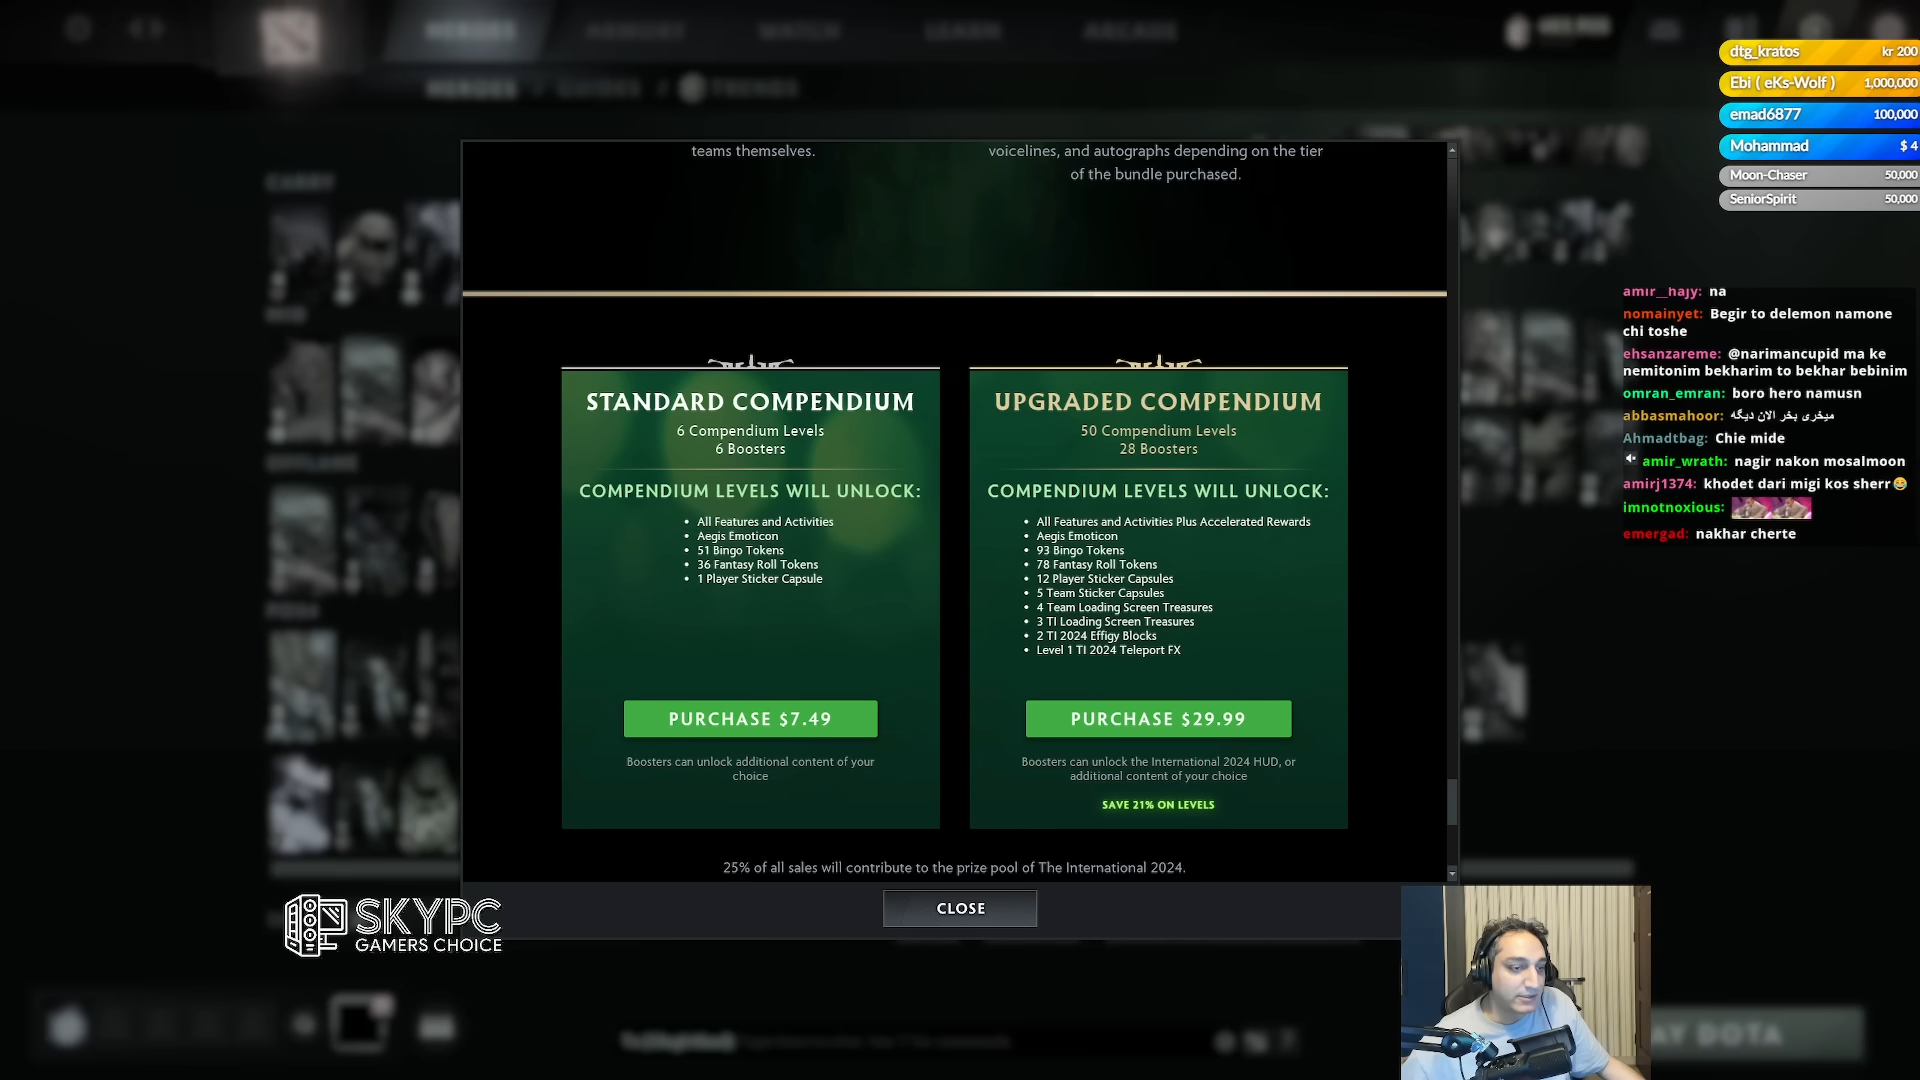 HEROES
ARMORY
WATCH
LEARN
ARCADE
HEROES / GUIDES / TRENDS
dtg_kratos kr 200
Ebi ( eKs-Wolf ) 1,000,000
emad6877 100,000
Mohammad $ 4
Moon-Chaser 50,000
SeniorSpirit 50,000
teams themselves.
voicelines, and autographs depending on the tier
of the bundle purchased.
STANDARD COMPENDIUM
6 Compendium Levels
6 Boosters
COMPENDIUM LEVELS WILL UNLOCK:
• All Features and Activities
• Aegis Emoticon
• 51 Bingo Tokens
• 36 Fantasy Roll Tokens
• 1 Player Sticker Capsule
PURCHASE $7.49
Boosters can unlock additional content of your
choice
UPGRADED COMPENDIUM
50 Compendium Levels
28 Boosters
COMPENDIUM LEVELS WILL UNLOCK:
• All Features and Activities Plus Accelerated Rewards
• Aegis Emoticon
• 93 Bingo Tokens
• 78 Fantasy Roll Tokens
• 12 Player Sticker Capsules
• 5 Team Sticker Capsules
• 4 Team Loading Screen Treasures
• 3 TI Loading Screen Treasures
• 2 TI 2024 Effigy Blocks
• Level 1 TI 2024 Teleport FX
PURCHASE $29.99
Boosters can unlock the International 2024 HUD, or
additional content of your choice
SAVE 21% ON LEVELS
25% of all sales will contribute to the prize pool of The International 2024.
CLOSE
amir__hajy: na
nomainyet: Begir to delemon namone
chi toshe
ehsanzareme: @narimancupid ma ke
nemitonim bekharim to bekhar bebinim
omran_emran: boro hero namusn
abbasmahoor: میخری بخر الان دیگه
Ahmadtbag: Chie mide
amir_wrath: nagir nakon mosalmoon
amirj1374: khodet dari migi kos sherr😂
imnotnoxious:
emergad: nakhar cherte
SKYPC
GAMERS CHOICE
AY DOTA